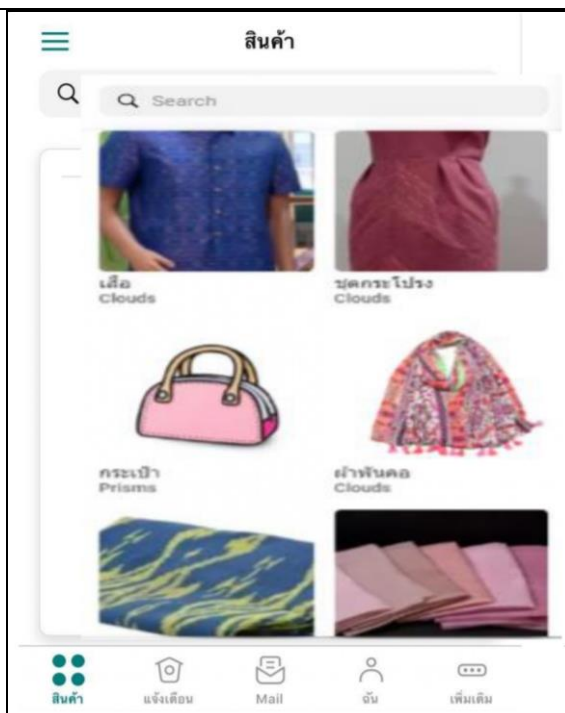 สินค้า
Search
เสื้อ
Clouds
ชุดกระโปรง
Clouds
กระเป๋า
Prisms
ผ้าพันคอ
Clouds
สินค้า
แจ้งเตือน
Mail
ฉัน
เพิ่มเติม